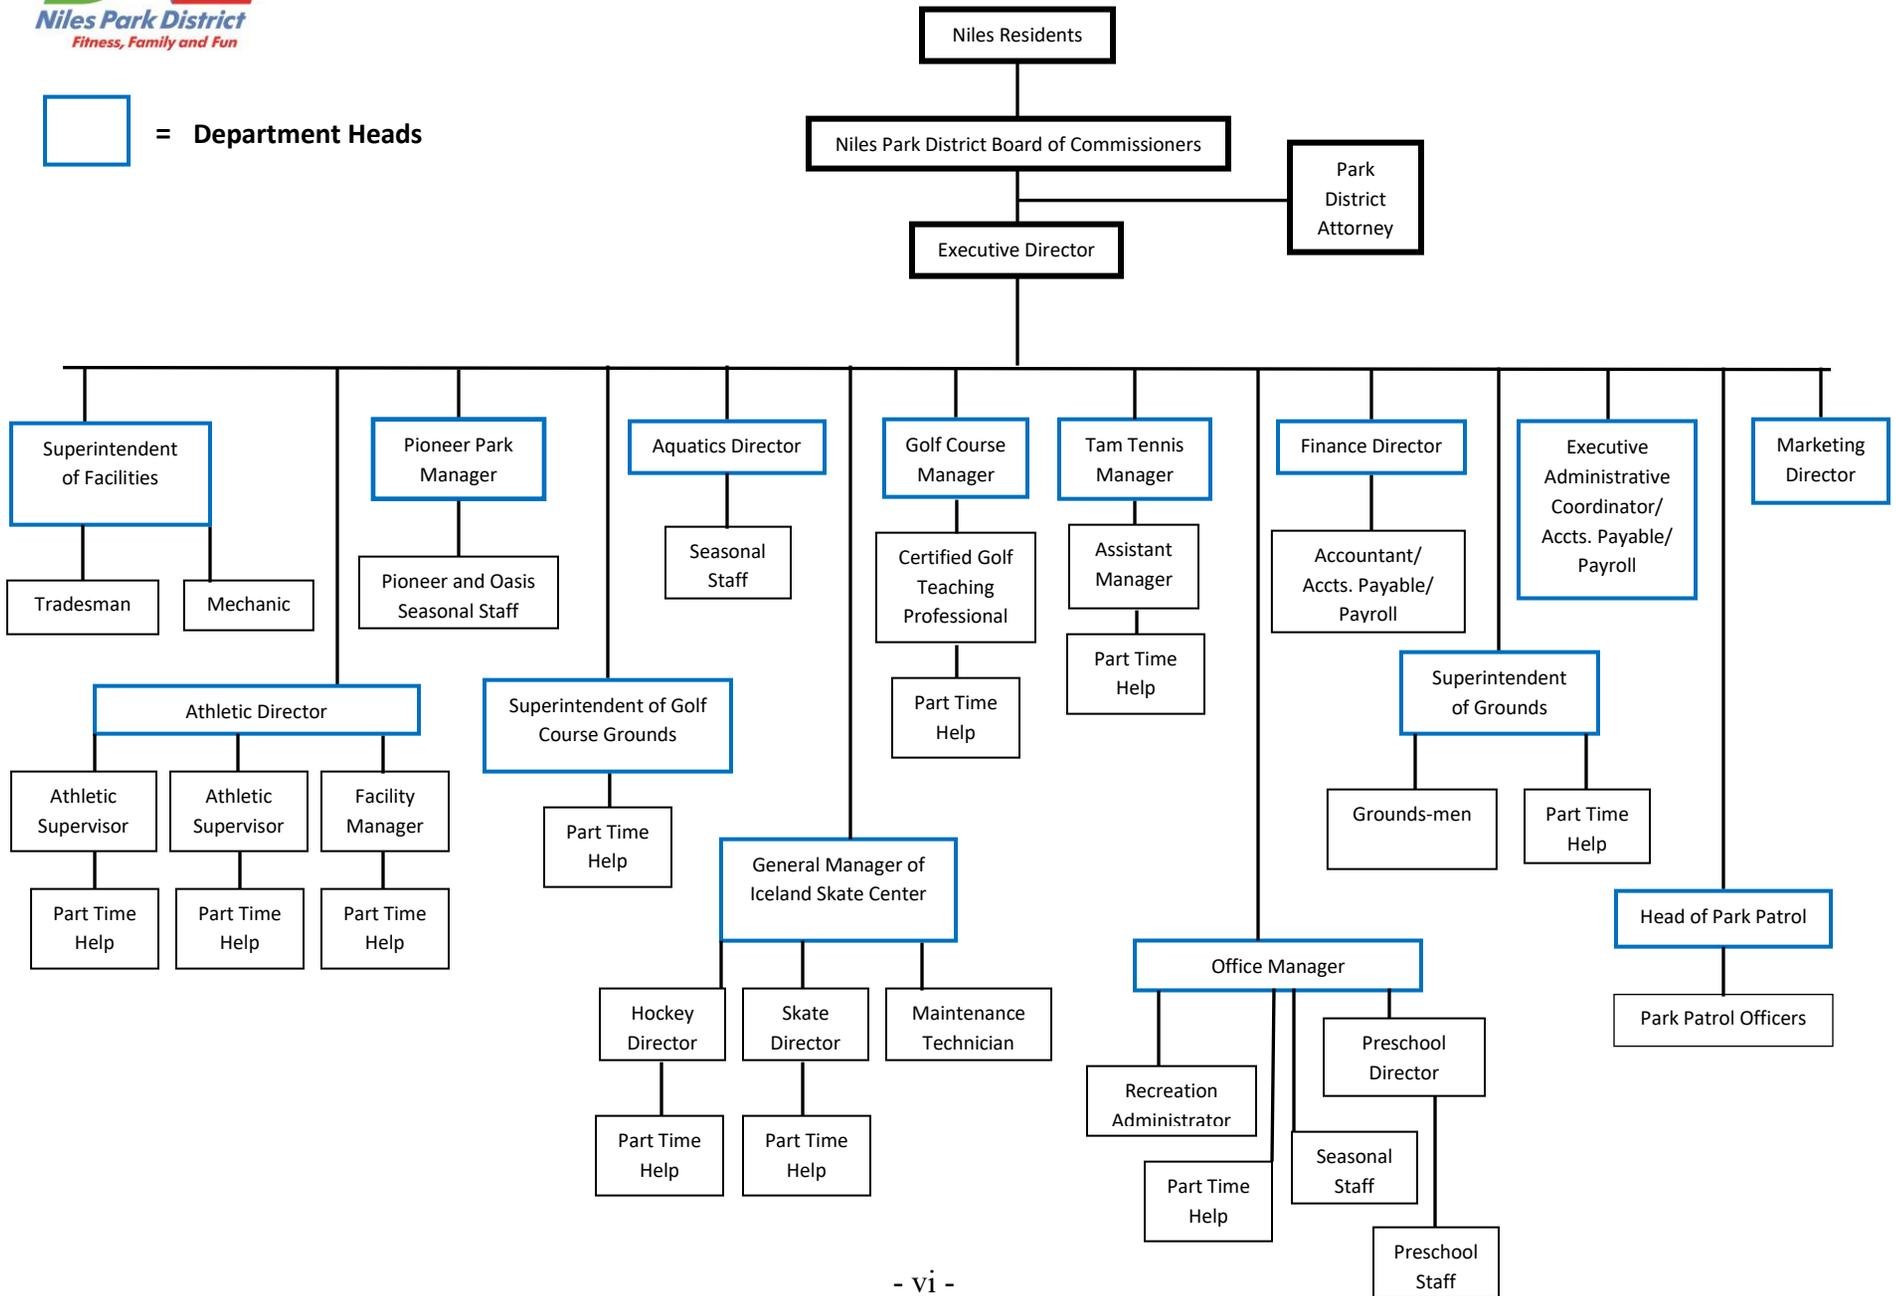 Niles Park District
Fitness, Family and Fun
= Department Heads
Niles Residents
Niles Park District Board of Commissioners
Park
District
Attorney
Executive Director
Superintendent
of Facilities
Tradesman
Mechanic
Pioneer Park
Manager
Pioneer and Oasis
Seasonal Staff
Aquatics Director
Seasonal
Staff
Golf Course
Manager
Certified Golf
Teaching
Professional
Part Time
Help
Tam Tennis
Manager
Assistant
Manager
Part Time
Help
Finance Director
Accountant/
Accts. Payable/
Payroll
Executive
Administrative
Coordinator/
Accts. Payable/
Payroll
Marketing
Director
Athletic Director
Athletic
Supervisor
Part Time
Help
Athletic
Supervisor
Part Time
Help
Facility
Manager
Part Time
Help
Superintendent of Golf
Course Grounds
Part Time
Help
General Manager of
Iceland Skate Center
Hockey
Director
Part Time
Help
Skate
Director
Part Time
Help
Maintenance
Technician
Superintendent
of Grounds
Grounds-men
Part Time
Help
Office Manager
Recreation
Administrator
Part Time
Help
Seasonal
Staff
Preschool
Director
Preschool
Staff
Head of Park Patrol
Park Patrol Officers
- vi -